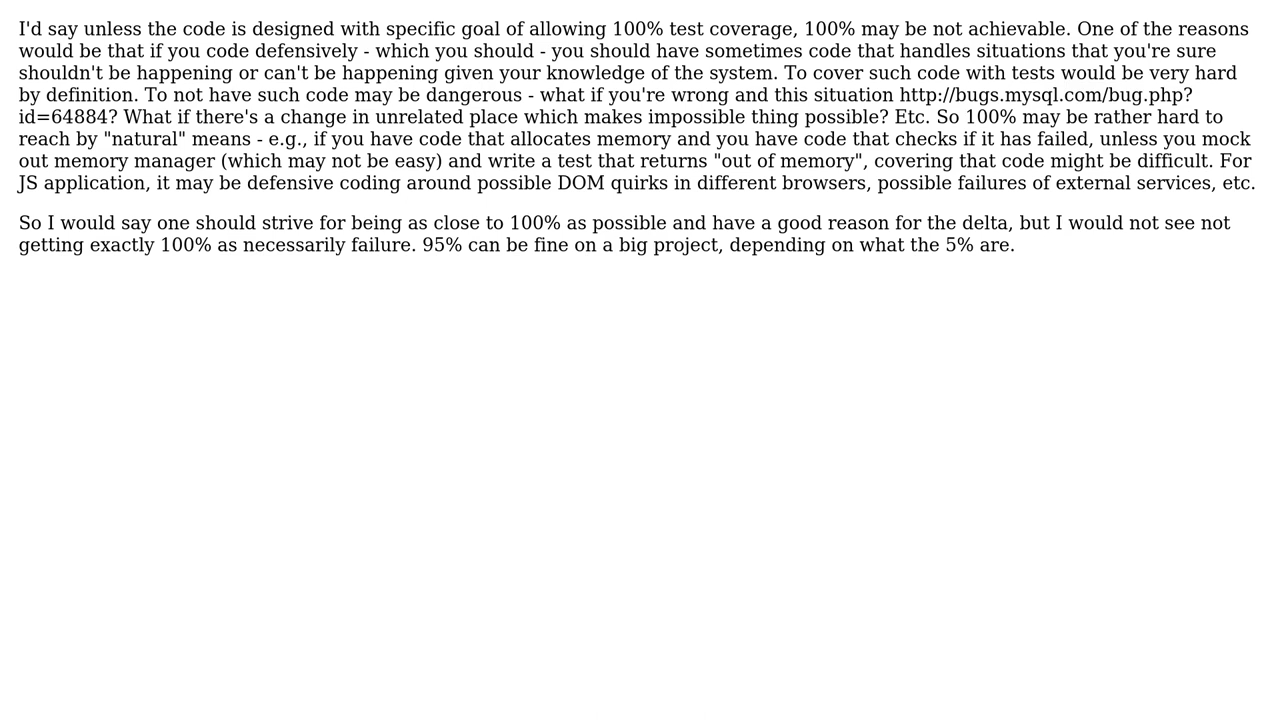 I'd say unless the code is designed with specific goal of allowing 100% test coverage, 100% may be not achievable. One of the reasons
would be that if you code defensively - which you should - you should have sometimes code that handles situations that you're sure
shouldn't be happening or can't be happening given your knowledge of the system. To cover such code with tests would be very hard
by definition. To not have such code may be dangerous - what if you're wrong and this situation http://bugs.mysql.com/bug.php?
id=64884? What if there's a change in unrelated place which makes impossible thing possible? Etc. So 100% may be rather hard to
reach by "natural" means - e.g., if you have code that allocates memory and you have code that checks if it has failed, unless you mock
out memory manager (which may not be easy) and write a test that returns "out of memory", covering that code might be difficult. For
JS application, it may be defensive coding around possible DOM quirks in different browsers, possible failures of external services, etc.
So I would say one should strive for being as close to 100% as possible and have a good reason for the delta, but I would not see not
getting exactly 100% as necessarily failure. 95% can be fine on a big project, depending on what the 5% are.